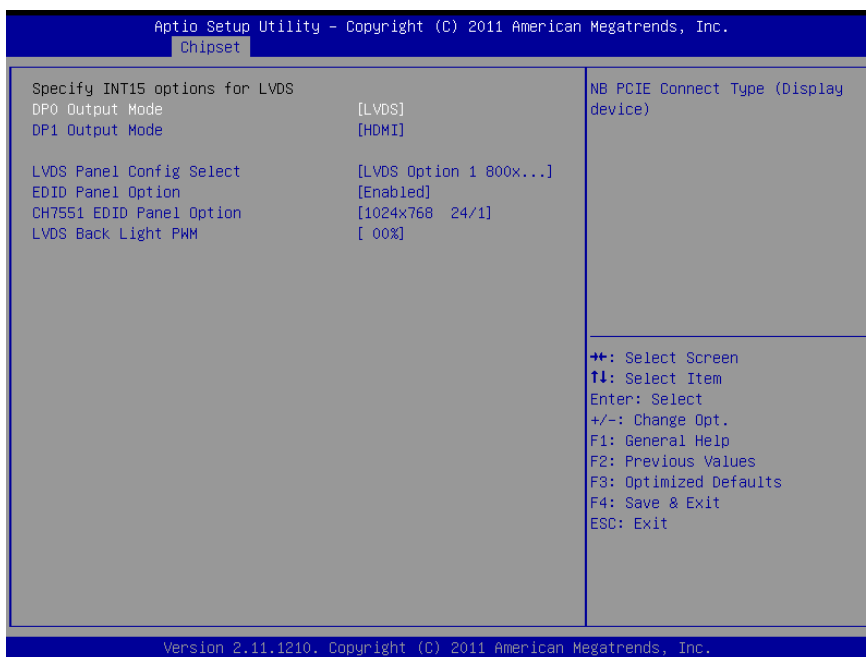 Aptio Setup Utility – Copyright (C) 2011 American Megatrends, Inc.
Chipset
Specify INT15 options for LVDS
DP0 Output Mode [LVDS]
DP1 Output Mode [HDMI]
LVDS Panel Config Select [LVDS Option 1 800x...]
EDID Panel Option [Enabled]
CH7551 EDID Panel Option [1024x768 24/1]
LVDS Back Light PWM [ 00%]
NB PCIE Connect Type (Display
device)
→←: Select Screen
↑↓: Select Item
Enter: Select
+/-: Change Opt.
F1: General Help
F2: Previous Values
F3: Optimized Defaults
F4: Save & Exit
ESC: Exit
Version 2.11.1210. Copyright (C) 2011 American Megatrends, Inc.